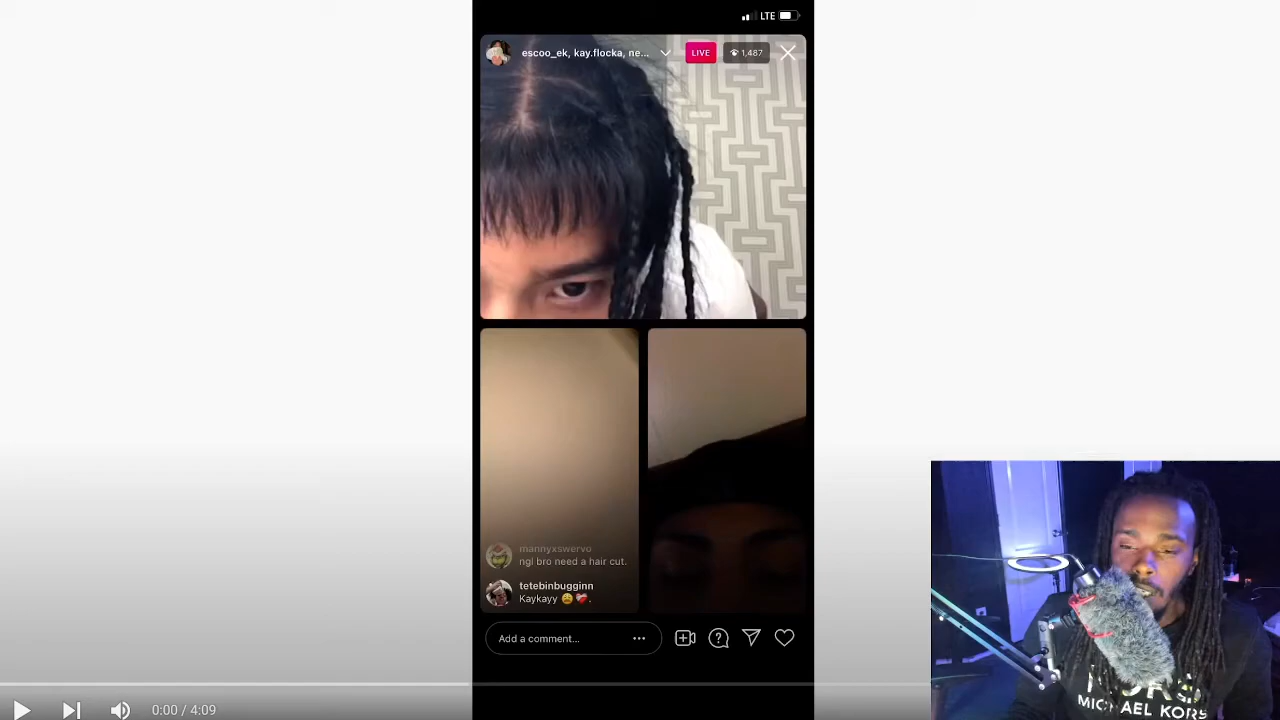 LTE
escoo_ek, kay.flocka, ne...
LIVE
1,487
mannyxswervo
ngl bro need a hair cut.
tetebinbugginn
Kaykayy 😩❤️‍🩹.
Add a comment...
0:00 / 4:09
KORS
MICHAEL KORS